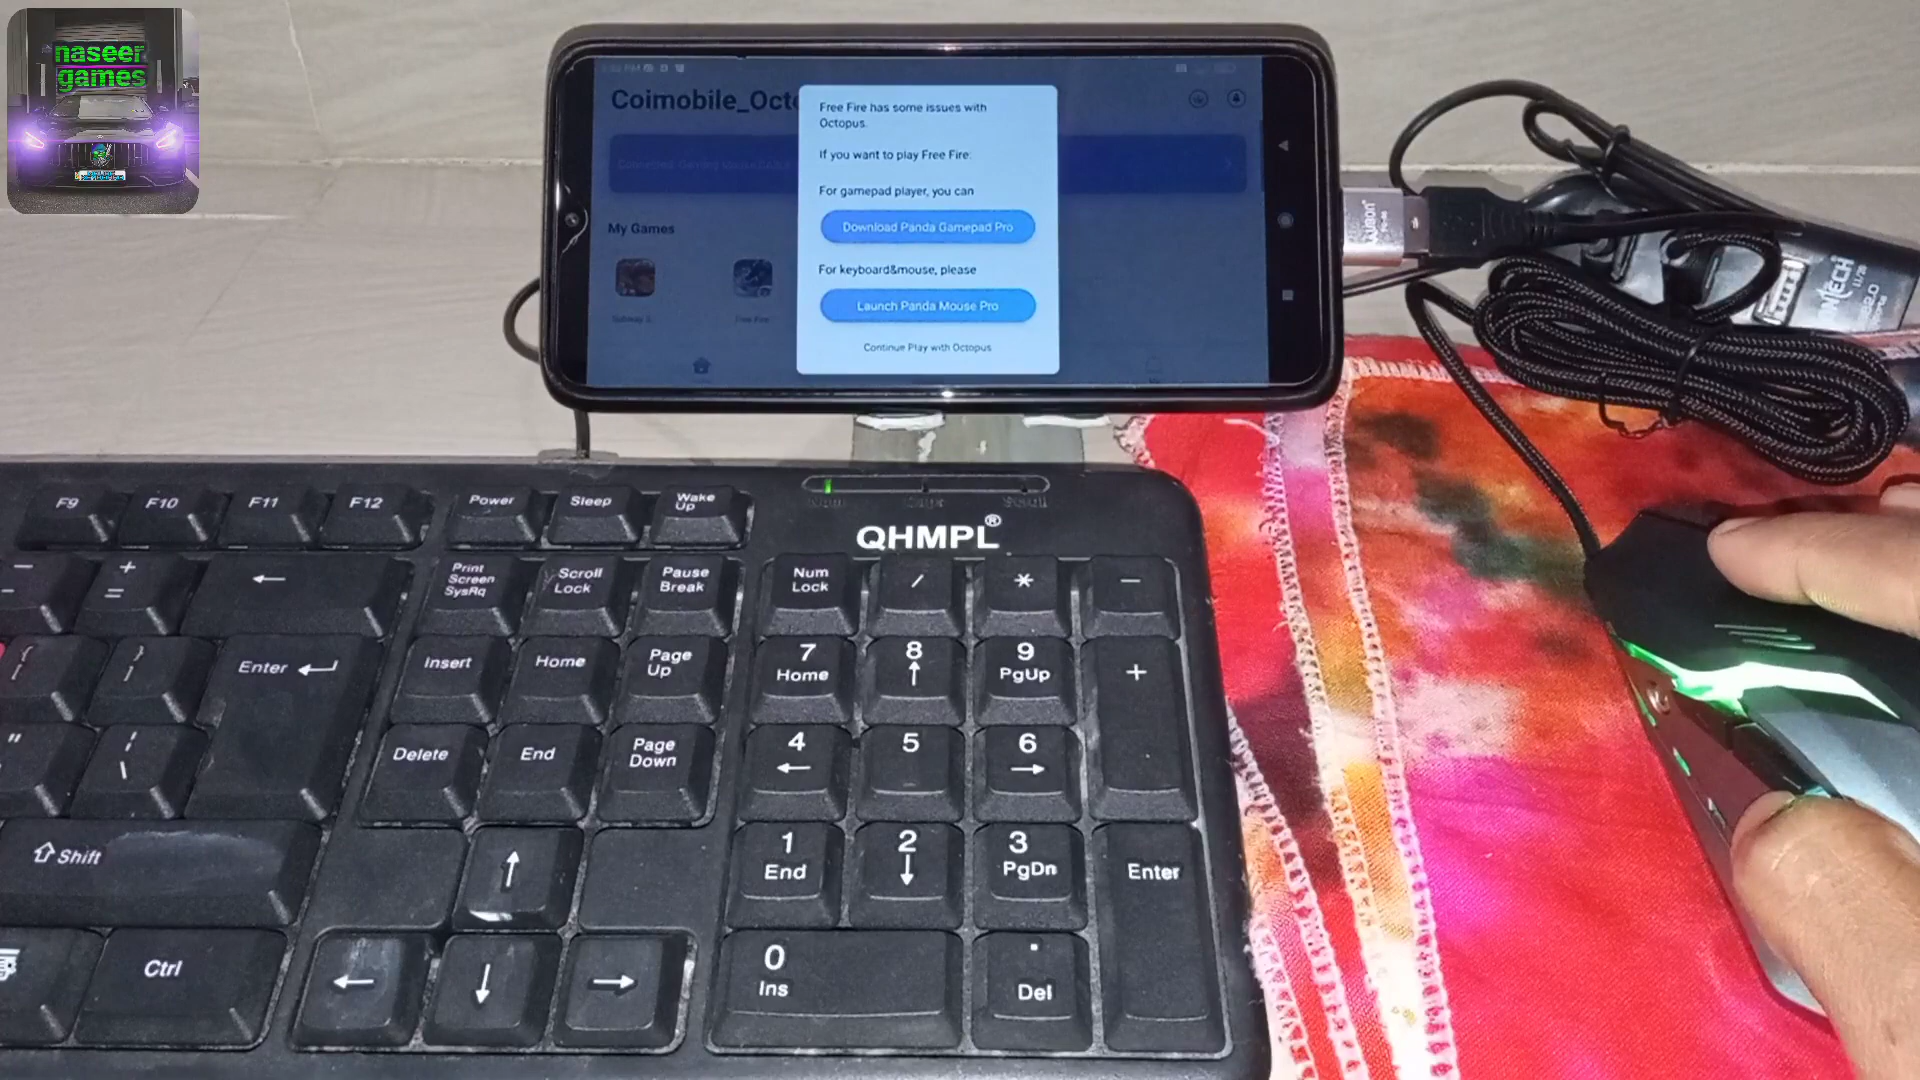 naseer
games
Coimobile_Octo
Free Fire has some issues with
Octopus.
If you want to play Free Fire:
For gamepad player, you can
Download Panda Gamepad Pro
For keyboard&mouse, please
Launch Panda Mouse Pro
Continue Play with Octopus
My Games
Free Fire
QHMPL®
F9 F10 F11 F12 Power Sleep Wake Up
Print Screen SysRq Scroll Lock Pause Break Num Lock / * −
− + = ←
Enter Insert Home Page Up 7 Home 8 ↑ 9 PgUp +
Delete End Page Down 4 ← 5 6 →
Shift ↑ 1 End 2 ↓ 3 PgDn Enter
Ctrl ← ↓ → 0 Ins . Del